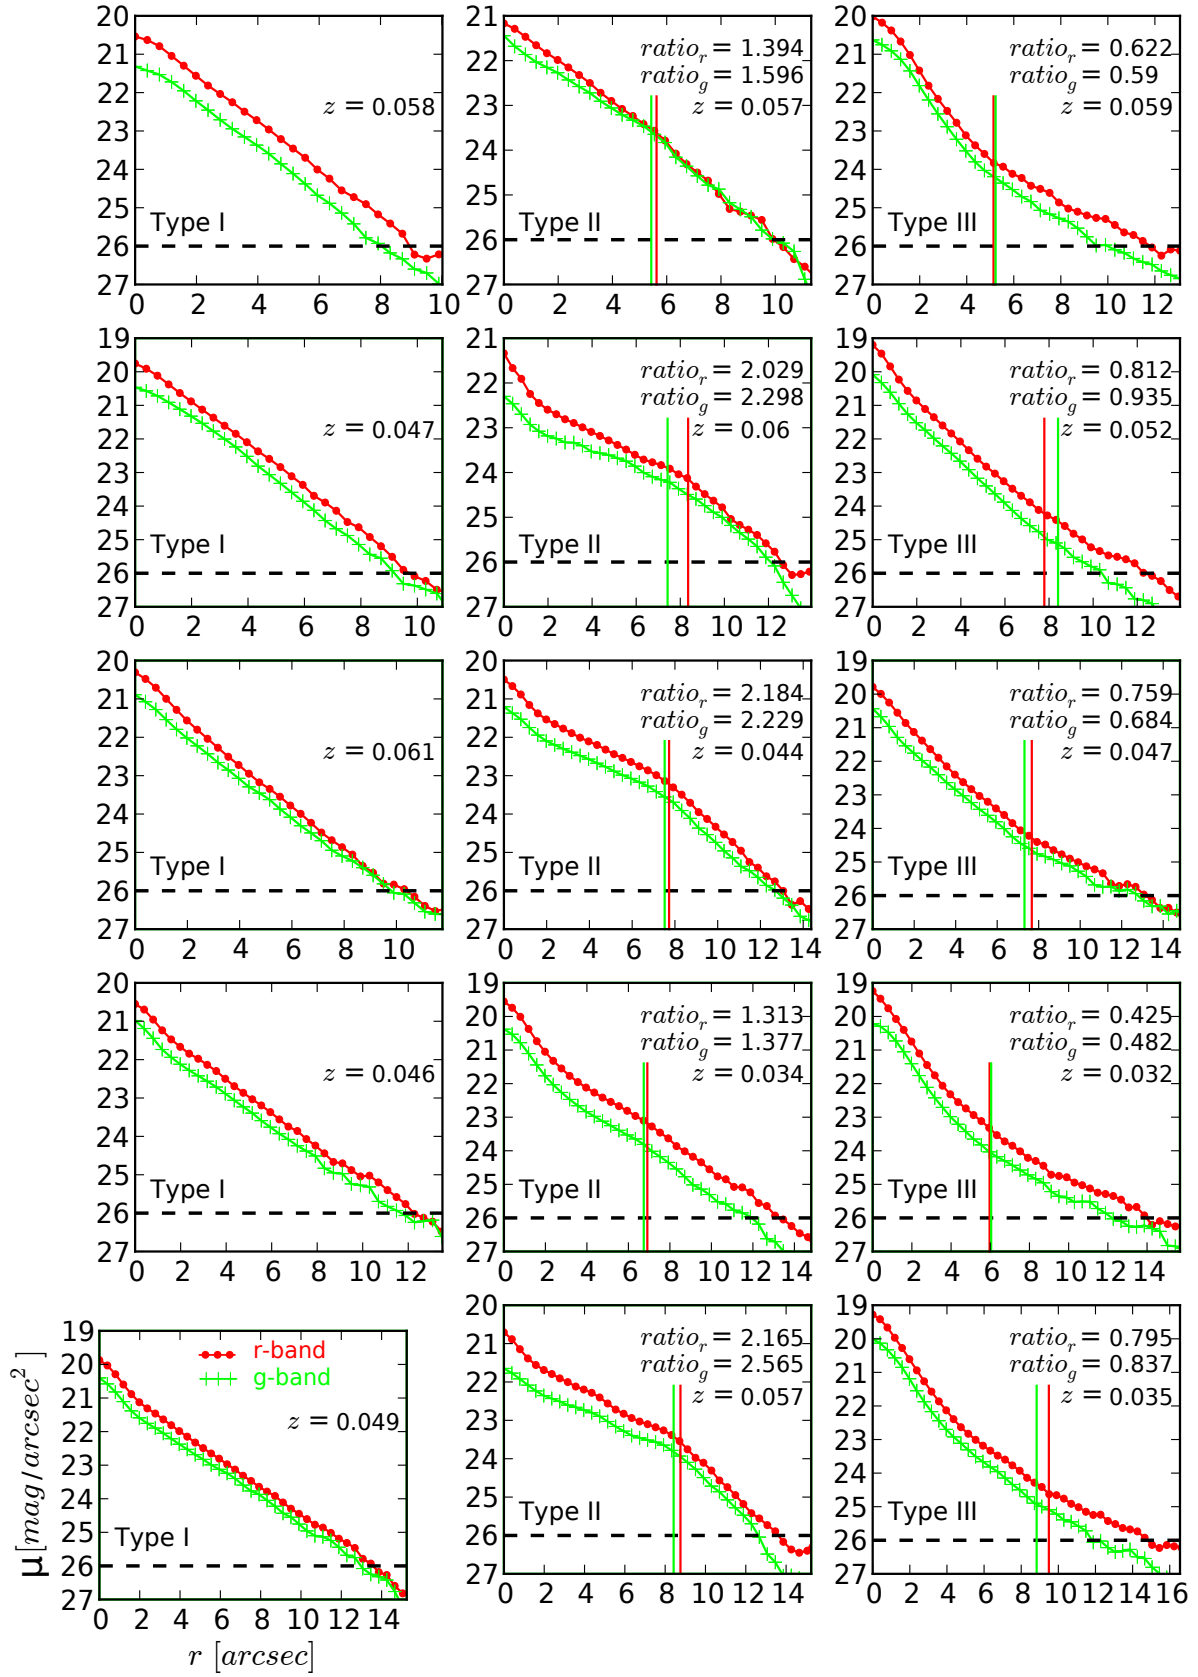 20 21 22 23 24 25 26 27
z = 0.058
Type I
0 2 4 6 8 10
21 22 23 24 25 26 27
ratio_r = 1.394
ratio_g = 1.596
z = 0.057
Type II
0 2 4 6 8 10
20 21 22 23 24 25 26 27
ratio_r = 0.622
ratio_g = 0.59
z = 0.059
Type III
0 2 4 6 8 10 12
19 20 21 22 23 24 25 26 27
z = 0.047
Type I
0 2 4 6 8 10
21 22 23 24 25 26 27
ratio_r = 2.029
ratio_g = 2.298
z = 0.06
Type II
0 2 4 6 8 10 12
19 20 21 22 23 24 25 26 27
ratio_r = 0.812
ratio_g = 0.935
z = 0.052
Type III
0 2 4 6 8 10 12
20 21 22 23 24 25 26 27
z = 0.061
Type I
0 2 4 6 8 10
20 21 22 23 24 25 26 27
ratio_r = 2.184
ratio_g = 2.229
z = 0.044
Type II
0 2 4 6 8 10 12 14
19 20 21 22 23 24 25 26 27
ratio_r = 0.759
ratio_g = 0.684
z = 0.047
Type III
0 2 4 6 8 10 12 14
20 21 22 23 24 25 26 27
z = 0.046
Type I
0 2 4 6 8 10 12
19 20 21 22 23 24 25 26 27
ratio_r = 1.313
ratio_g = 1.377
z = 0.034
Type II
0 2 4 6 8 10 12 14
19 20 21 22 23 24 25 26 27
ratio_r = 0.425
ratio_g = 0.482
z = 0.032
Type III
0 2 4 6 8 10 12 14
μ [mag/arcsec²]
19 20 21 22 23 24 25 26 27
r-band
g-band
z = 0.049
Type I
0 2 4 6 8 10 12 14
r [arcsec]
20 21 22 23 24 25 26 27
ratio_r = 2.165
ratio_g = 2.565
z = 0.057
Type II
0 2 4 6 8 10 12 14
19 20 21 22 23 24 25 26 27
ratio_r = 0.795
ratio_g = 0.837
z = 0.035
Type III
0 2 4 6 8 10 12 14 16